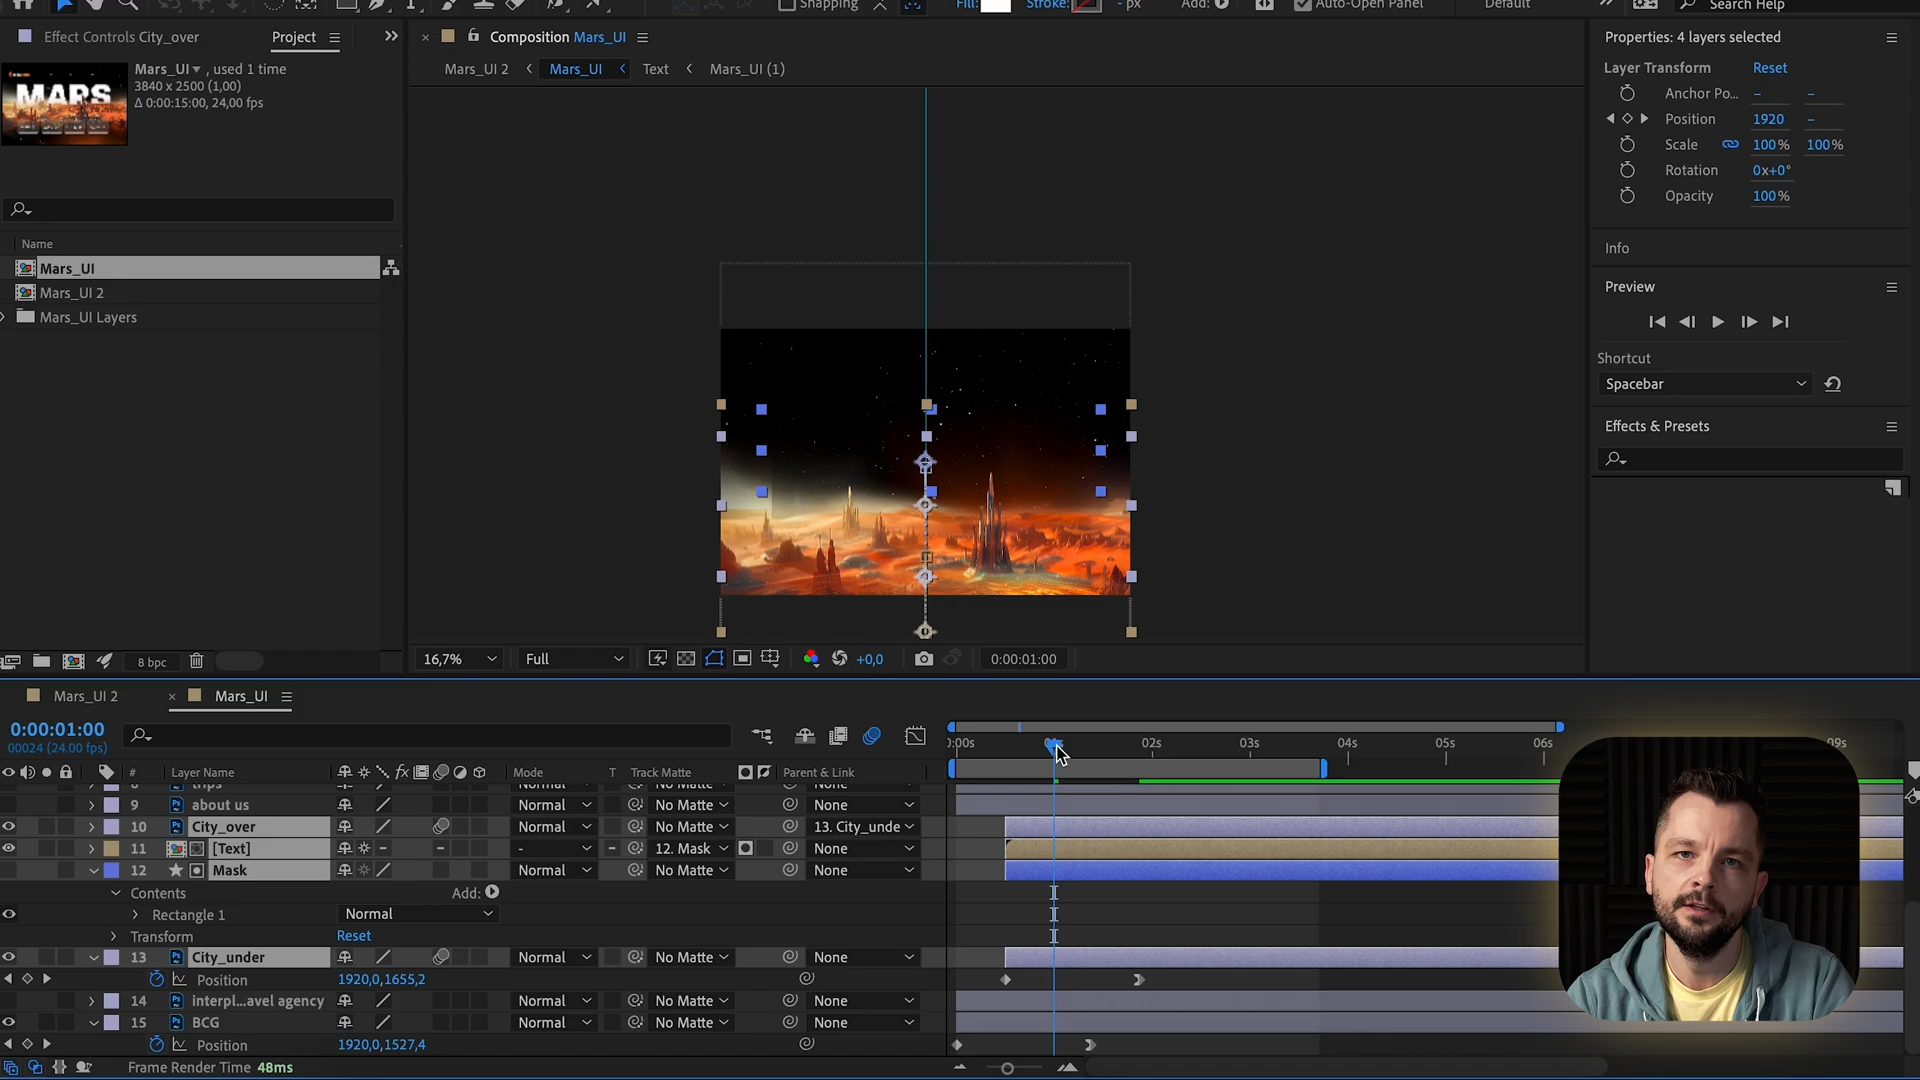 Snapping
Fill:
Stroke:
- px
Add:
Auto-Open Panel
Default
Search Help
Effect Controls City_over
Project
Mars_UI , used 1 time
3840 x 2500 (1,00)
Δ 0:00:15:00, 24,00 fps
MARS
Name
Mars_UI
Mars_UI 2
Mars_UI Layers
8 bpc
Composition Mars_UI
Mars_UI 2
Mars_UI
Text
Mars_UI (1)
16,7%
Full
+0,0
0:00:01:00
Properties: 4 layers selected
Layer Transform
Reset
Anchor Po... – –
Position 1920 –
Scale 100% 100%
Rotation 0x+0°
Opacity 100%
Info
Preview
Shortcut
Spacebar
Effects & Presets
Mars_UI 2
Mars_UI
0:00:01:00
00024 (24.00 fps)
:00s
02s
03s
04s
05s
06s
09s
# Layer Name fx Mode T Track Matte Parent & Link
8 trips Normal No Matte None
9 about us Normal No Matte None
10 City_over Normal No Matte 13. City_unde
11 [Text] - 12. Mask None
12 Mask Normal No Matte None
Contents Add:
Rectangle 1 Normal
Transform Reset
13 City_under Normal No Matte None
Position 1920,0,1655,2
14 interpl...avel agency Normal No Matte None
15 BCG Normal No Matte None
Position 1920,0,1527,4
Frame Render Time 48ms